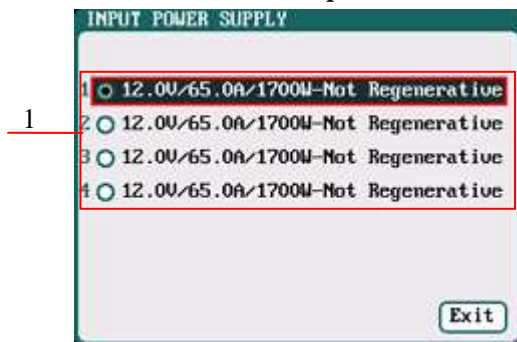 INPUT POWER SUPPLY
1 12.0V/65.0A/1700W-Not Regenerative
1
2 12.0V/65.0A/1700W-Not Regenerative
3 12.0V/65.0A/1700W-Not Regenerative
4 12.0V/65.0A/1700W-Not Regenerative
Exit